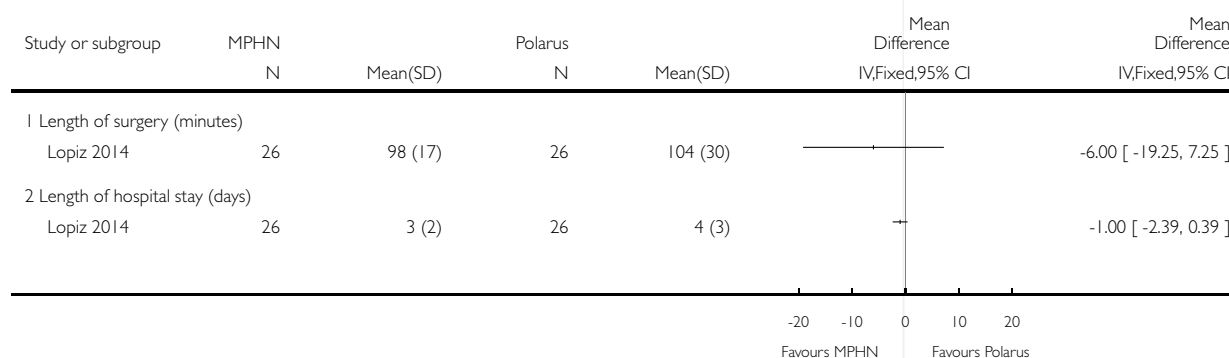 Mean Mean
Study or subgroup MPHN Polarus Difference Difference
N Mean(SD) N Mean(SD) IV,Fixed,95% CI IV,Fixed,95% CI
1 Length of surgery (minutes)
Lopiz 2014 26 98 (17) 26 104 (30) -6.00 [ -19.25, 7.25 ]
2 Length of hospital stay (days)
Lopiz 2014 26 3 (2) 26 4 (3) -1.00 [ -2.39, 0.39 ]
-20 -10 0 10 20
Favours MPHN Favours Polarus